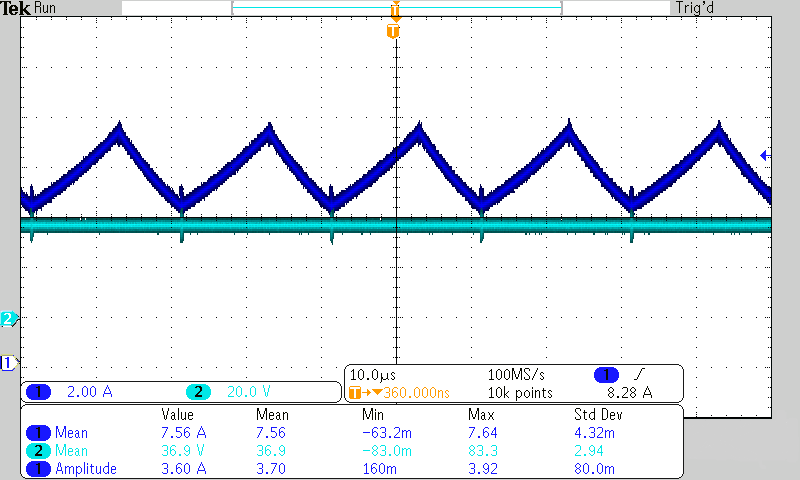 Tek Run Trig'd
T
T
2
1
1 2.00 A 2 20.0 V
10.0µs 100MS/s 1
T→▼360.000ns 10k points 8.28 A
Value Mean Min Max Std Dev
1 Mean 7.56 A 7.56 −63.2m 7.64 4.32m
2 Mean 36.9 V 36.9 −83.0m 83.3 2.94
1 Amplitude 3.60 A 3.70 160m 3.92 80.0m